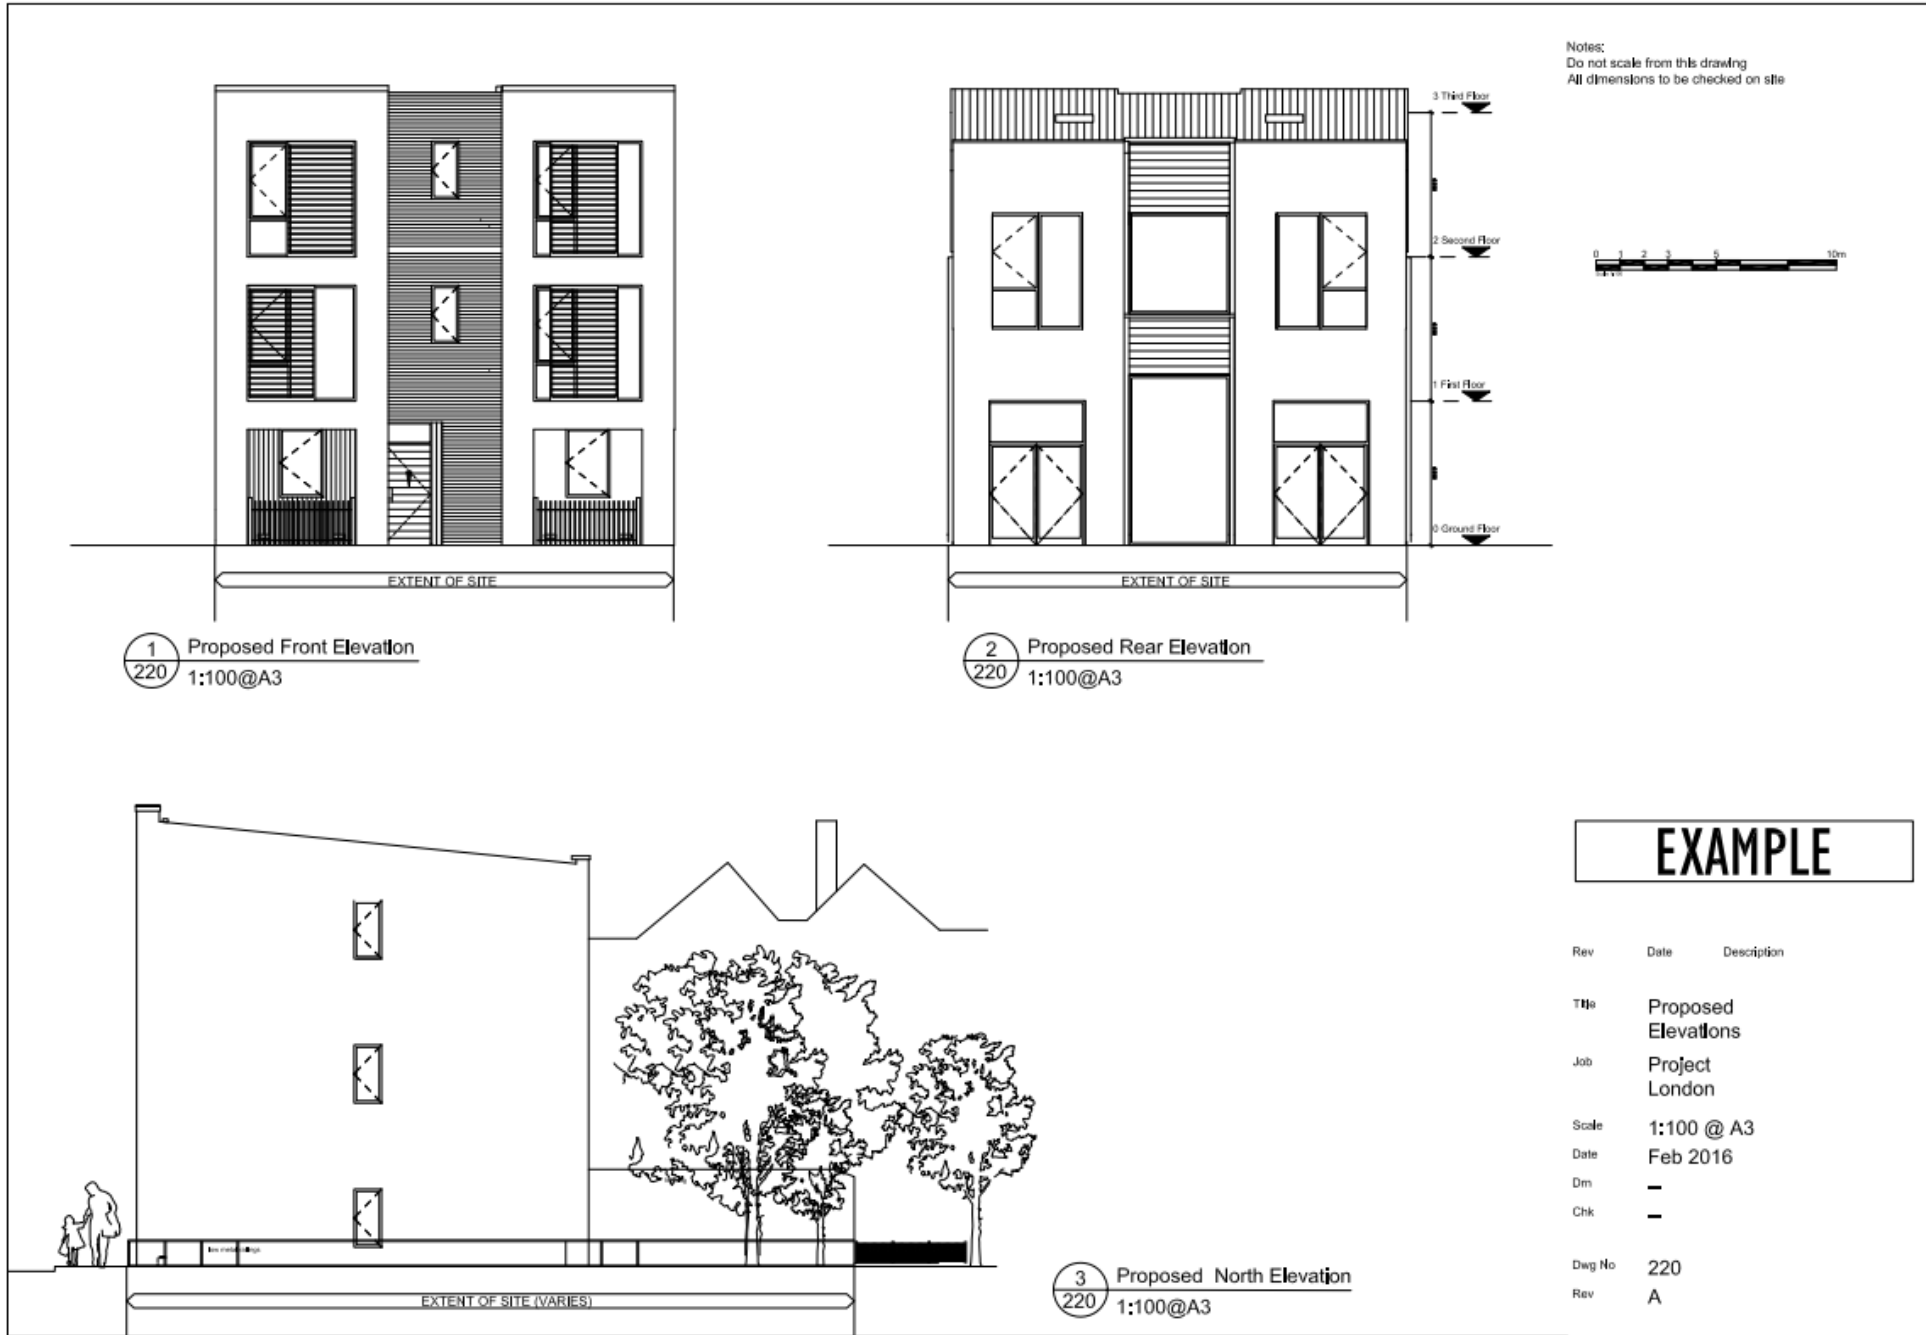 Notes:
Do not scale from this drawing
All dimensions to be checked on site
3 Third Floor
2 Second Floor
1 First Floor
0 Ground Floor
0 1 2 3 5 10m
EXTENT OF SITE
EXTENT OF SITE
1
220
Proposed Front Elevation
1:100@A3
2
220
Proposed Rear Elevation
1:100@A3
EXAMPLE
Rev Date Description
Title Proposed
Elevations
Job Project
London
Scale 1:100 @ A3
Date Feb 2016
Drn –
Chk –
Dwg No 220
Rev A
EXTENT OF SITE (VARIES)
3
220
Proposed North Elevation
1:100@A3